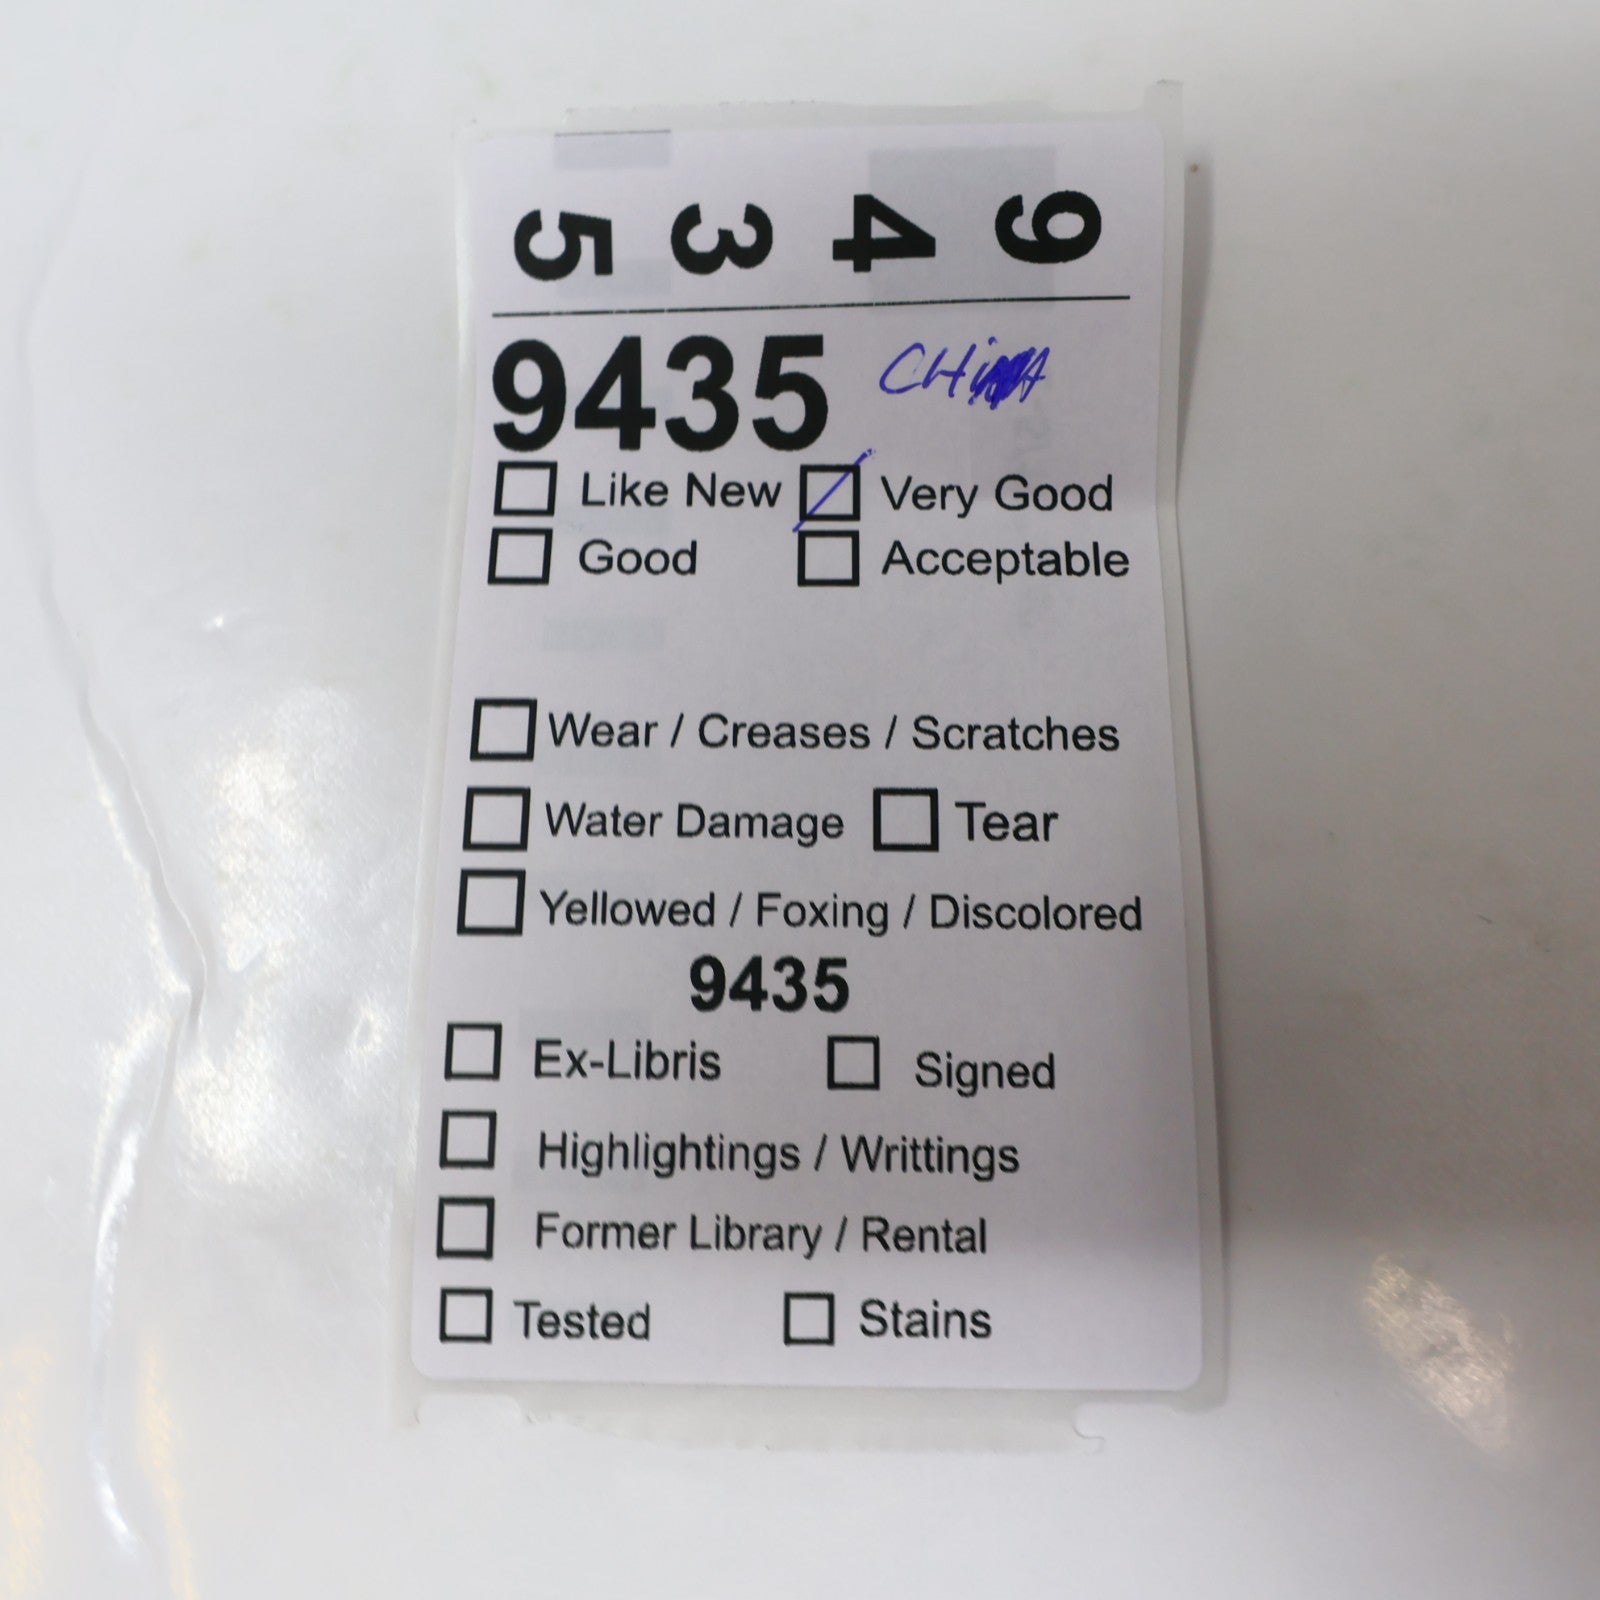 9 4 3 5
9435 CHINA
Like New Very Good
Good Acceptable
Wear / Creases / Scratches
Water Damage Tear
Yellowed / Foxing / Discolored
9435
Ex-Libris Signed
Highlightings / Writtings
Former Library / Rental
Tested Stains